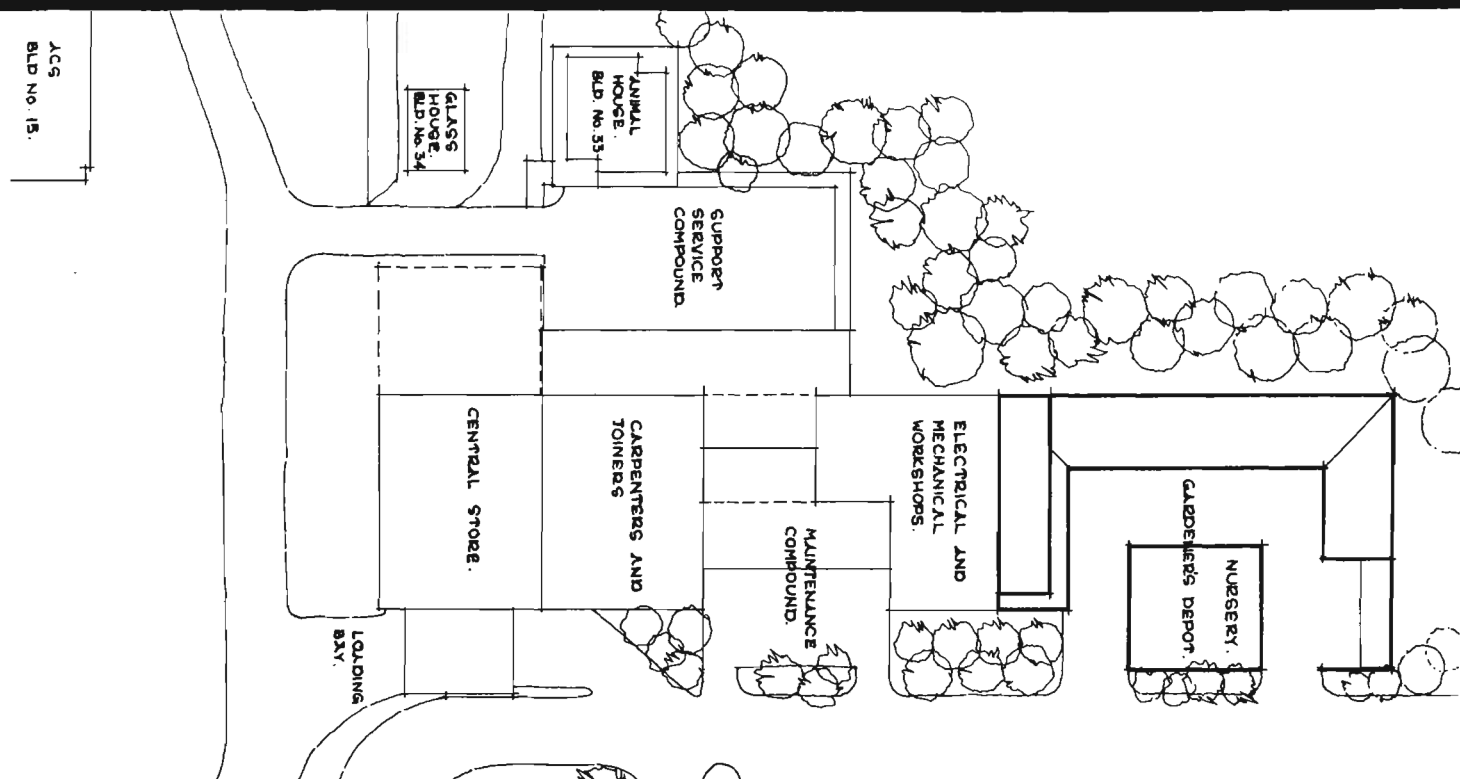 ACS
BLD No. 15.
GLASS
HOUSE.
BLD. No. 34
ANIMAL
HOUSE.
BLD. No. 33
SUPPORT
SERVICE
COMPOUND.
CENTRAL STORE.
CARPENTERS AND
JOINERS
ELECTRICAL AND
MECHANICAL
WORKSHOPS.
MAINTENANCE
COMPOUND.
NURSERY.
GARDENER'S DEPOT.
LOADING
BAY.